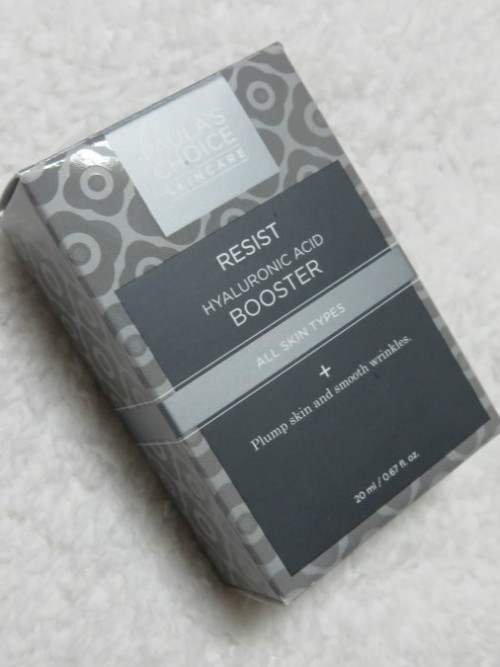 PAULA'S
CHOICE
SKINCARE
RESIST
HYALURONIC ACID
BOOSTER
ALL SKIN TYPES
+
Plump skin and smooth wrinkles.
20 ml / 0.67 fl. oz.